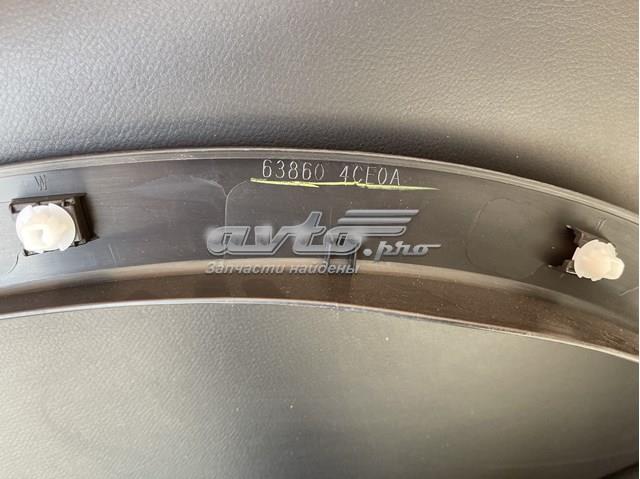 63860 4CE0A
W
avto.pro
Запчасти найдены